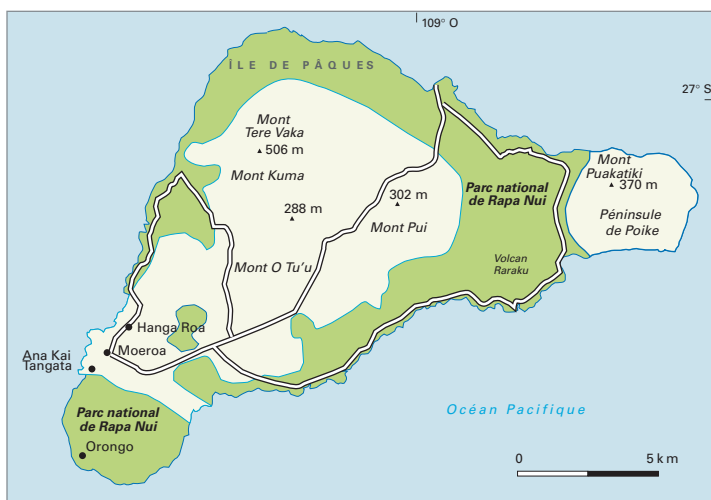 109° O
27° S
ÎLE DE PÂQUES
Mont
Tere Vaka
506 m
Mont Kuma
288 m
302 m
Mont Pui
Mont O Tu'u
Parc national
de Rapa Nui
Mont
Puakatiki
370 m
Péninsule
de Poike
Volcan
Raraku
Hanga Roa
Moeroa
Ana Kai
Tangata
Parc national
de Rapa Nui
Orongo
Océan Pacifique
0 5 km